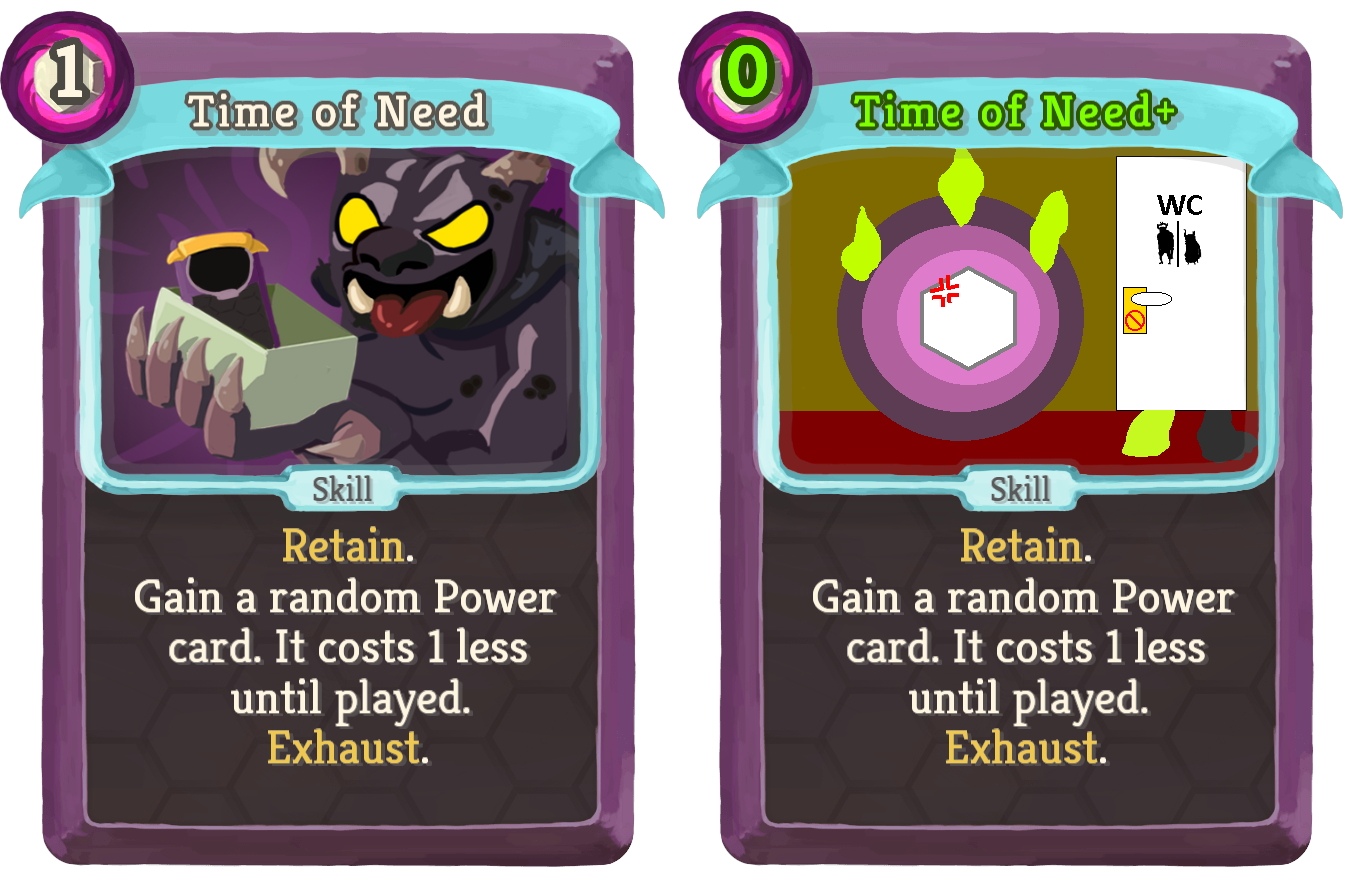 1
Time of Need
Skill
Retain.
Gain a random Power
card. It costs 1 less
until played.
Exhaust.
0
Time of Need+
WC
Skill
Retain.
Gain a random Power
card. It costs 1 less
until played.
Exhaust.